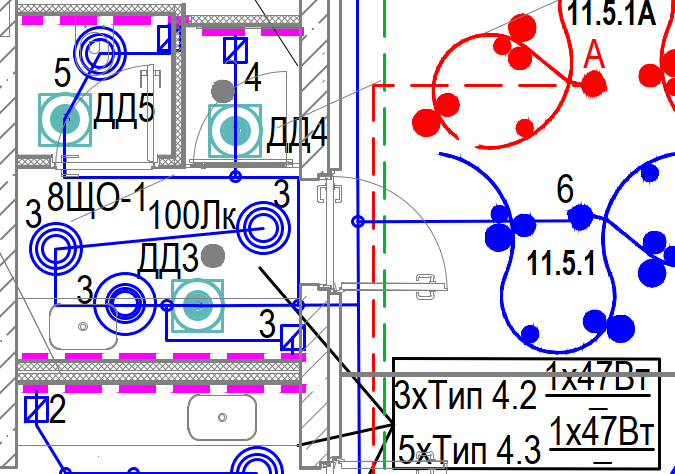 11.5.1А
А
5
4
ДД5
ДД4
8ЩО-1
3
3
100Лк
6
ДД3
11.5.1
3
3
2
3хТип 4.2 1х47Вт
–
5хТип 4.3 1х47Вт
–